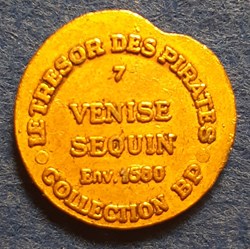 LE TRESOR DES PIRATES
7
VENISE
SEQUIN
Env. 1580
COLLECTION BP